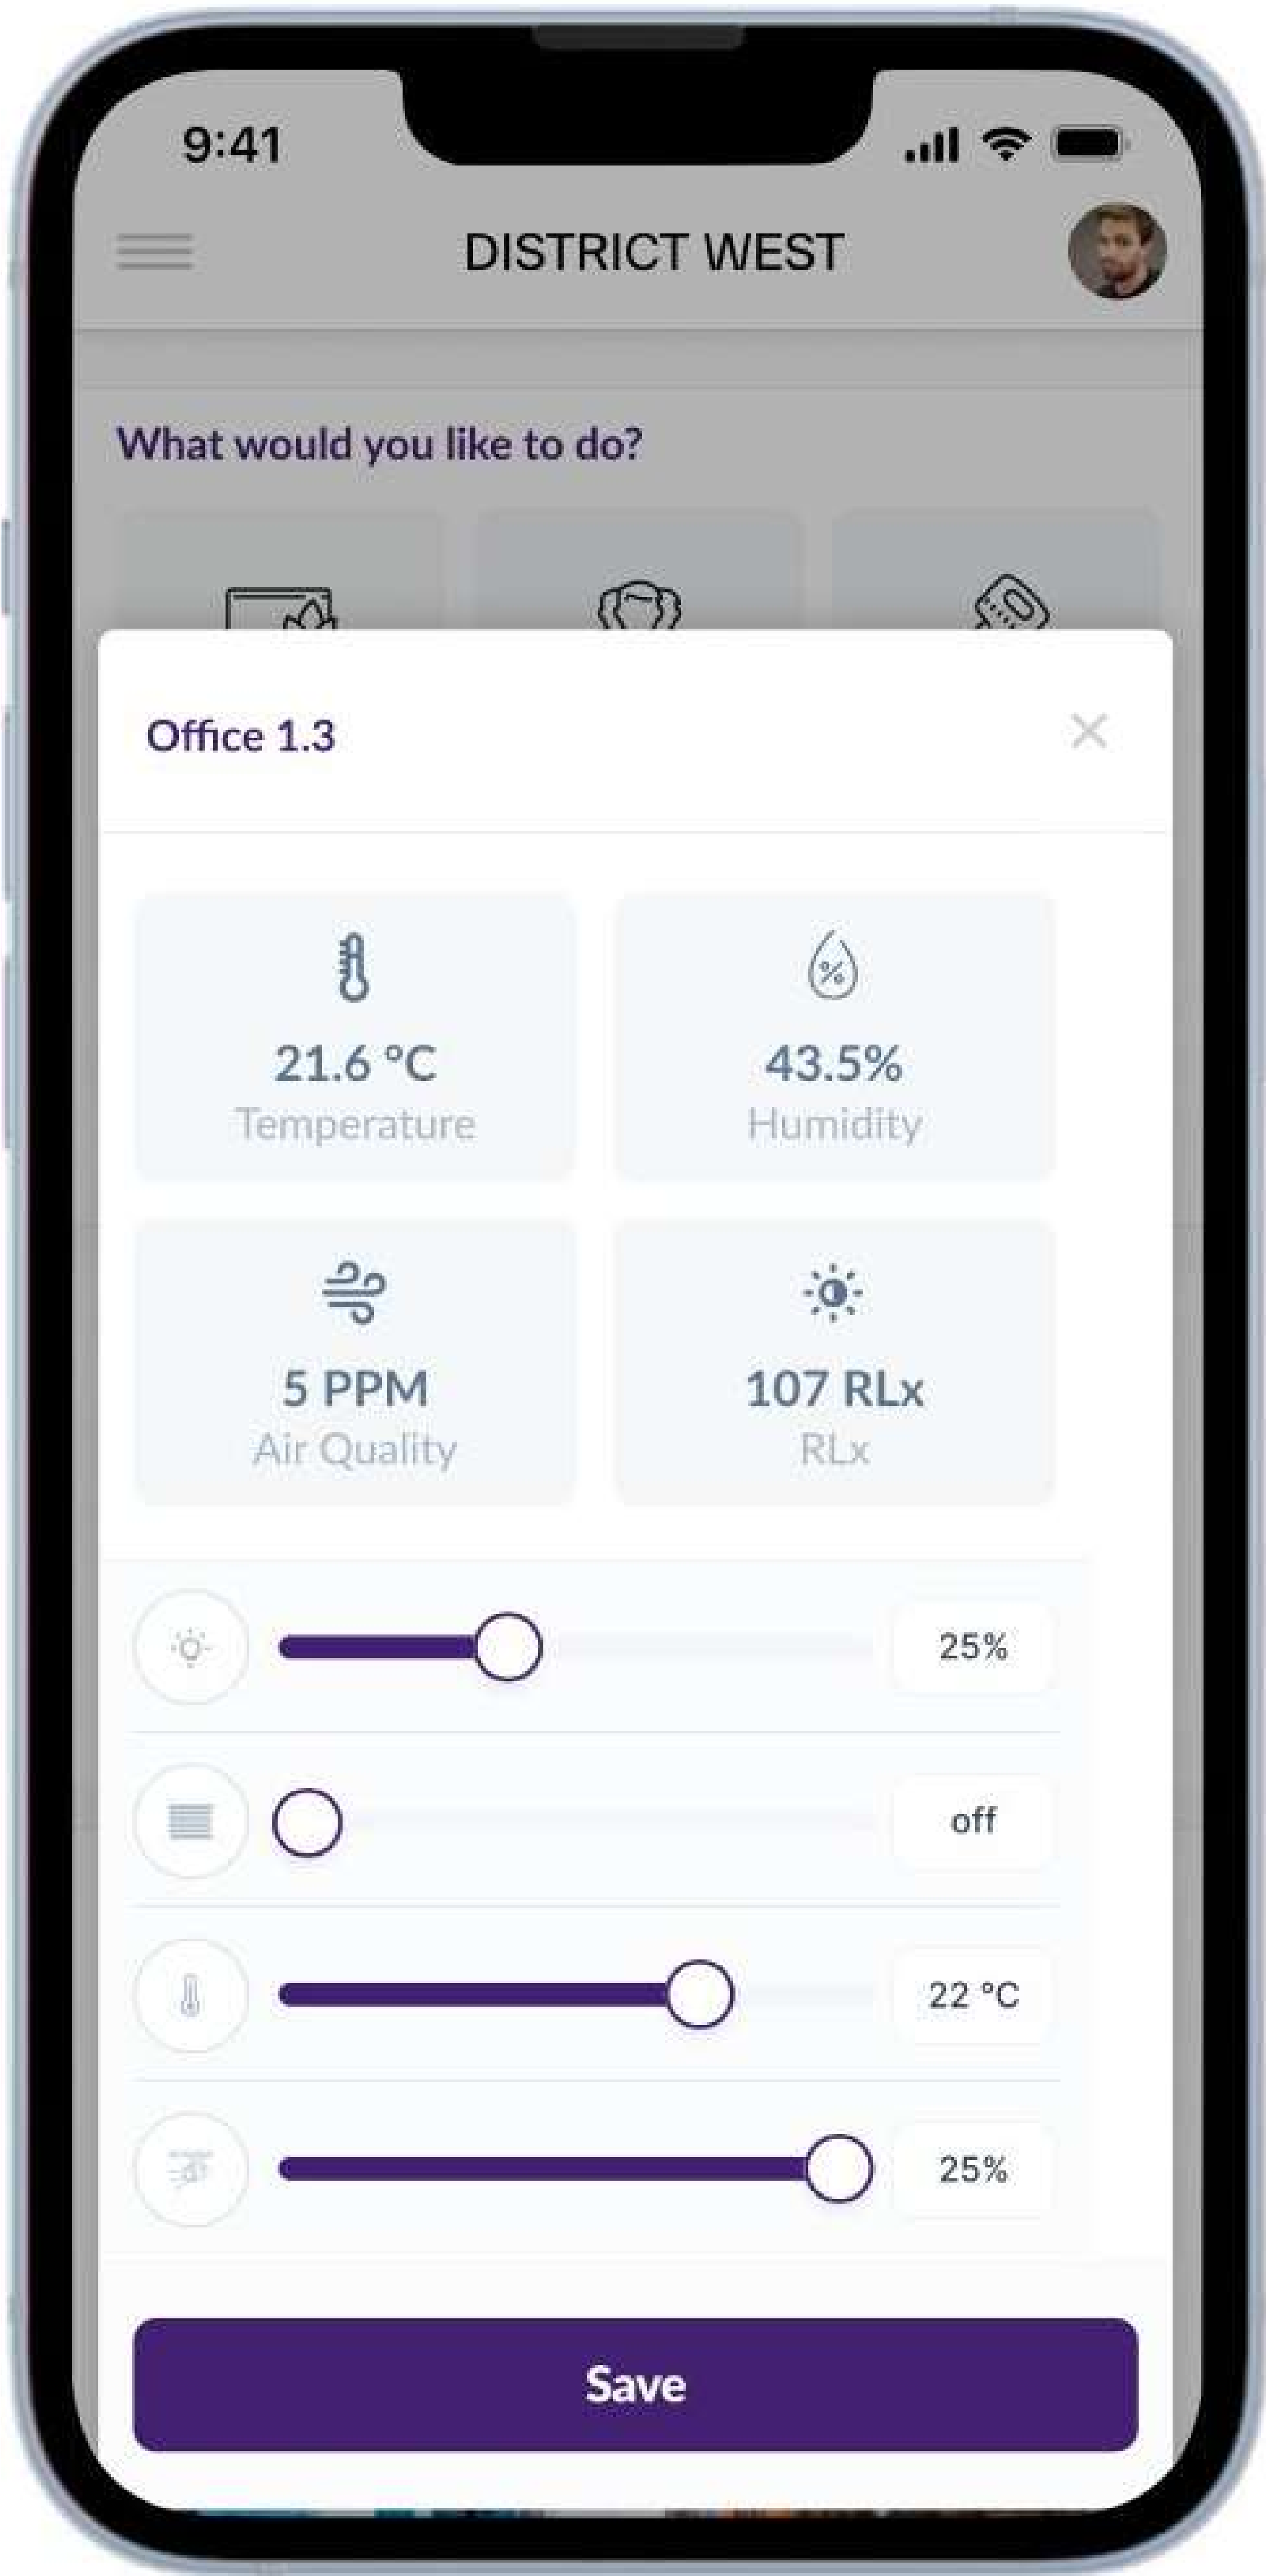 9:41
DISTRICT WEST
What would you like to do?
Office 1.3
21.6 °C
Temperature
%
43.5%
Humidity
5 PPM
Air Quality
107 RLx
RLx
25%
off
22 °C
25%
Save